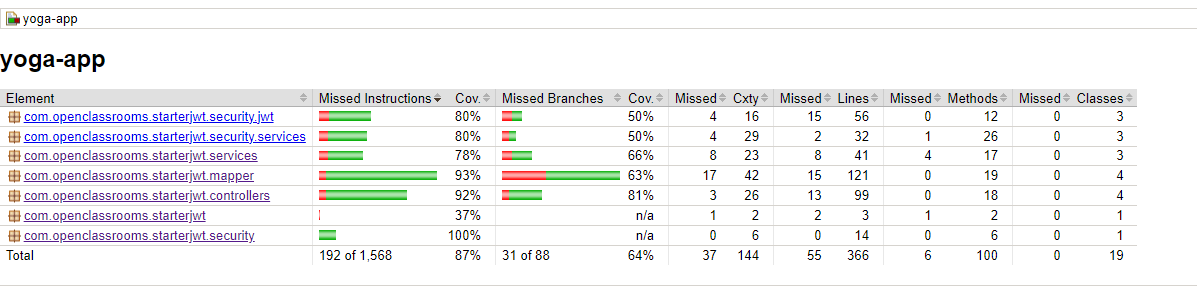 yoga-app
yoga-app
Element Missed Instructions Cov. Missed Branches Cov. Missed Cxty Missed Lines Missed Methods Missed Classes
com.openclassrooms.starterjwt.security.jwt 80% 50% 4 16 15 56 0 12 0 3
com.openclassrooms.starterjwt.security.services 80% 50% 4 29 2 32 1 26 0 3
com.openclassrooms.starterjwt.services 78% 66% 8 23 8 41 4 17 0 3
com.openclassrooms.starterjwt.mapper 93% 63% 17 42 15 121 0 19 0 4
com.openclassrooms.starterjwt.controllers 92% 81% 3 26 13 99 0 18 0 4
com.openclassrooms.starterjwt 37% n/a 1 2 2 3 1 2 0 1
com.openclassrooms.starterjwt.security 100% n/a 0 6 0 14 0 6 0 1
Total 192 of 1,568 87% 31 of 88 64% 37 144 55 366 6 100 0 19